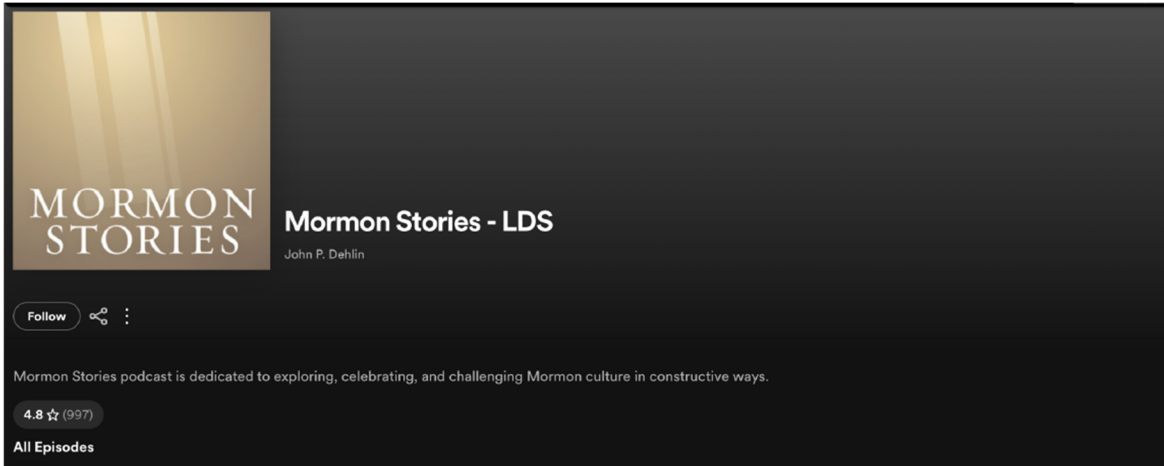 MORMON
STORIES
Mormon Stories - LDS
John P. Dehlin
Follow
Mormon Stories podcast is dedicated to exploring, celebrating, and challenging Mormon culture in constructive ways.
4.8 ☆ (997)
All Episodes